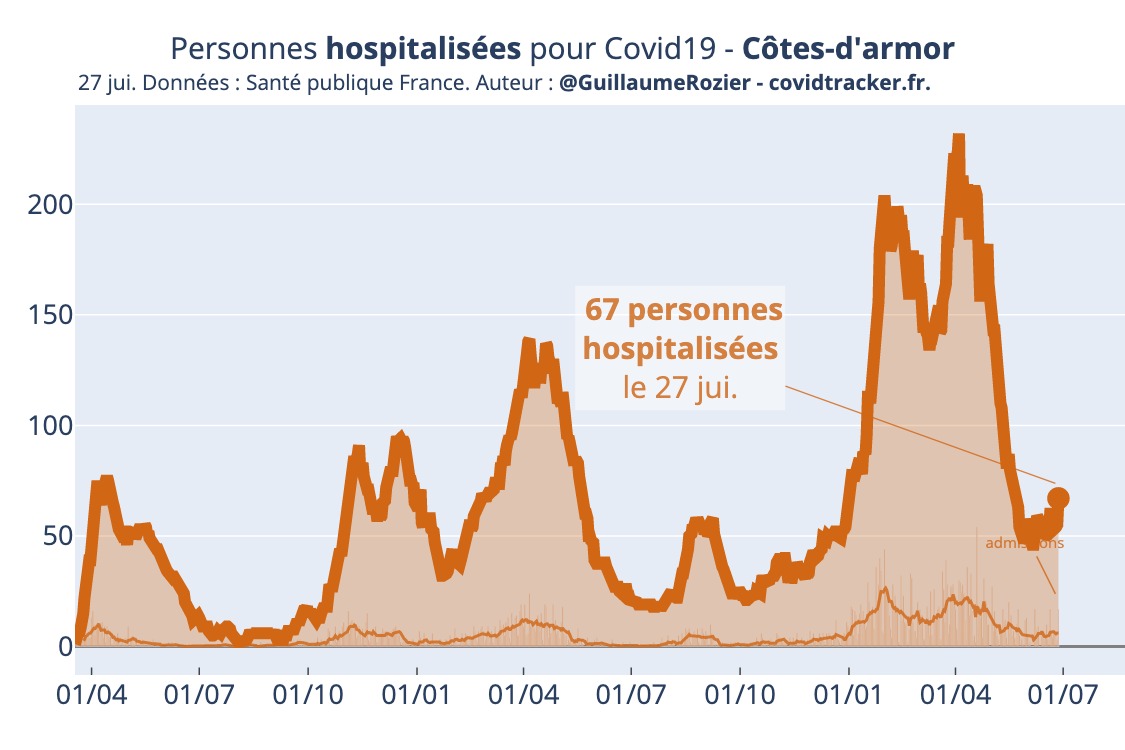 Personnes hospitalisées pour Covid19 - Côtes-d'armor
27 jui. Données : Santé publique France. Auteur : @GuillaumeRozier - covidtracker.fr.
200
150
100
50
0
67 personnes
hospitalisées
le 27 jui.
admissions
01/04 01/07 01/10 01/01 01/04 01/07 01/10 01/01 01/04 01/07